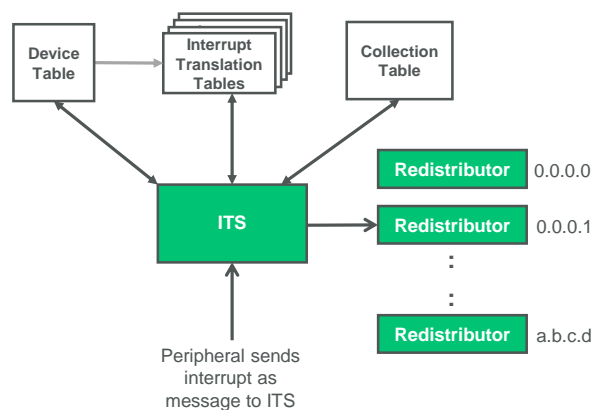 Device
Table
Interrupt
Translation
Tables
Collection
Table
ITS
Redistributor 0.0.0.0
Redistributor 0.0.0.1
:
:
Redistributor a.b.c.d
Peripheral sends
interrupt as
message to ITS